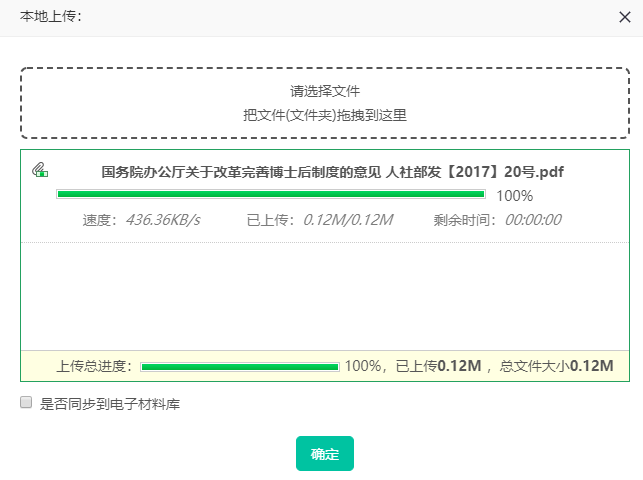 本地上传：
请选择文件
把文件(文件夹)拖拽到这里
国务院办公厅关于改革完善博士后制度的意见 人社部发【2017】20号.pdf
100%
速度：436.36KB/s 已上传：0.12M/0.12M 剩余时间：00:00:00
上传总进度： 100%，已上传0.12M ，总文件大小0.12M
是否同步到电子材料库
确定